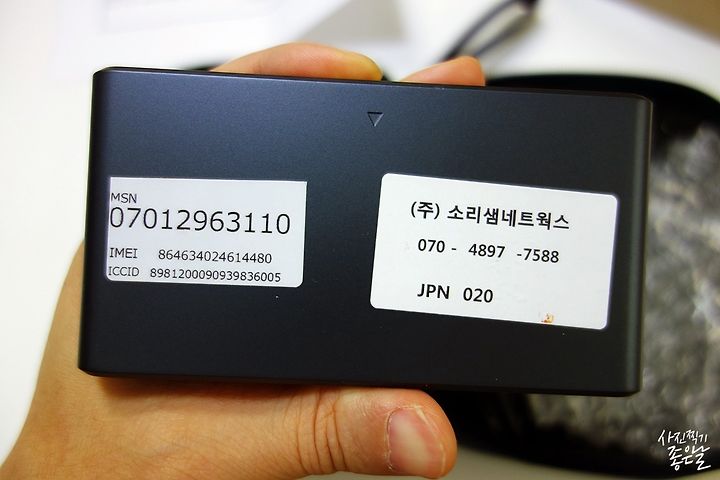 MSN
07012963110
IMEI 864634024614480
ICCID 8981200090939836005
(주) 소리샘네트웍스
070 - 4897 -7588
JPN 020
사진찍기
좋은날